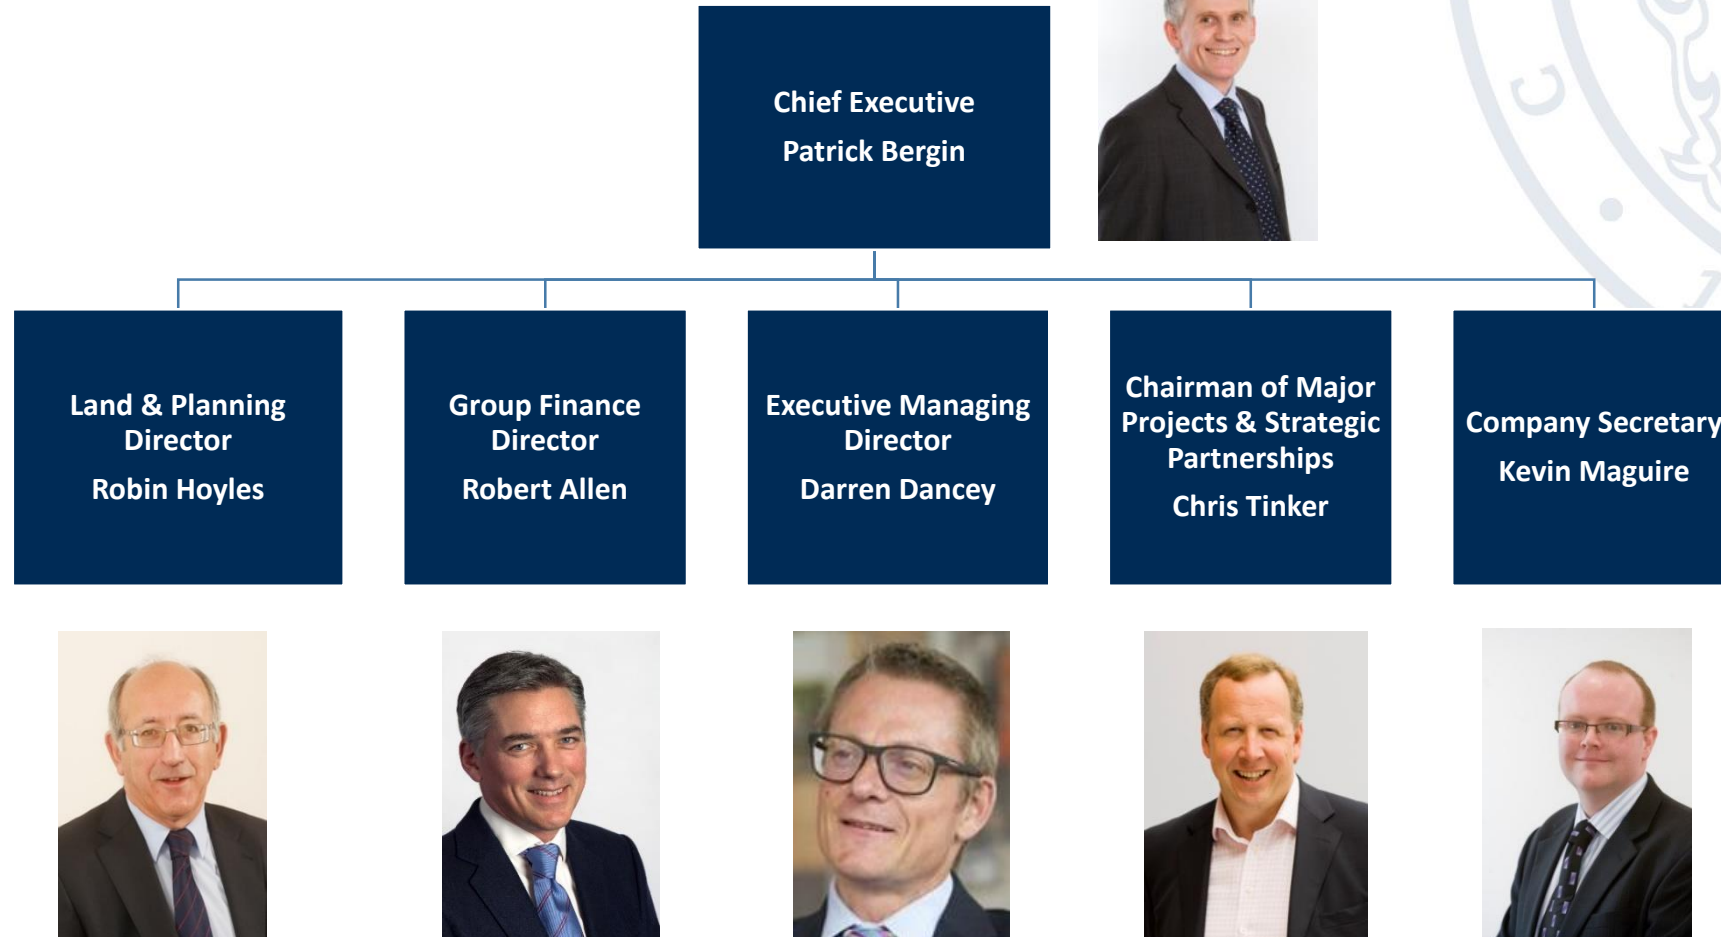 Chief Executive
Patrick Bergin
Land & Planning
Director
Robin Hoyles
Group Finance
Director
Robert Allen
Executive Managing
Director
Darren Dancey
Chairman of Major
Projects & Strategic
Partnerships
Chris Tinker
Company Secretary
Kevin Maguire
C
1